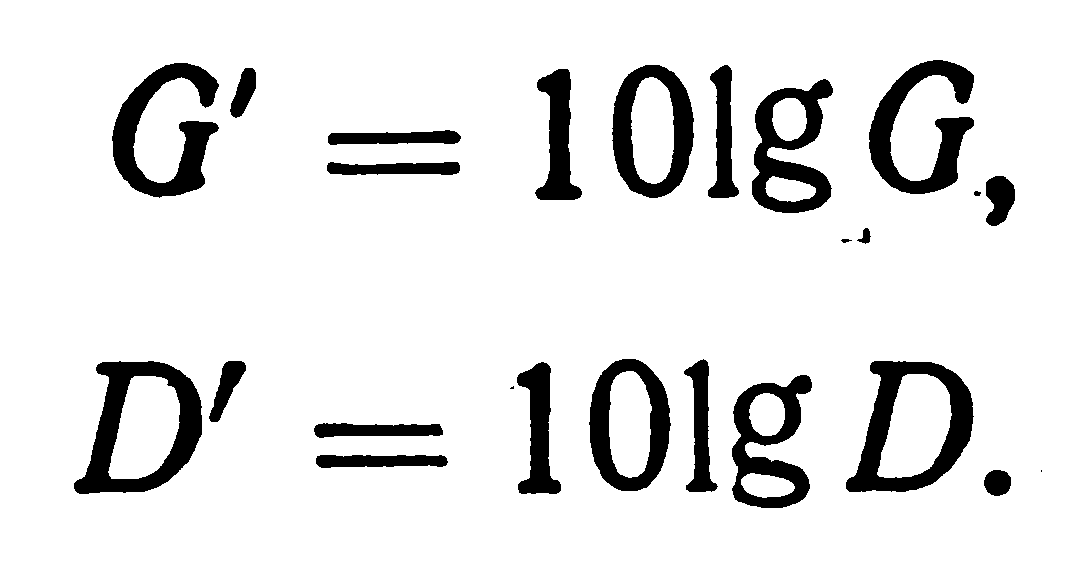 G′ = 10lg G,
D′ = 10lg D.